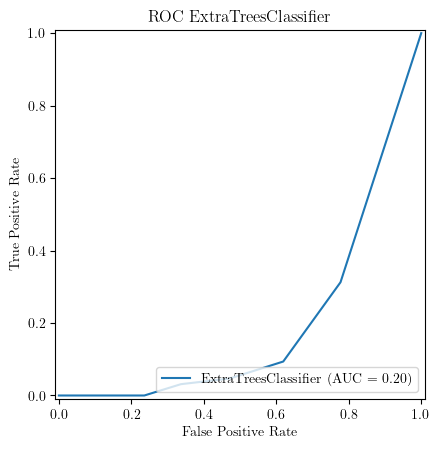 ROC ExtraTreesClassifier
1.0
0.8
0.6
0.4
0.2
0.0
True Positive Rate
ExtraTreesClassifier (AUC = 0.20)
0.0 0.2 0.4 0.6 0.8 1.0
False Positive Rate